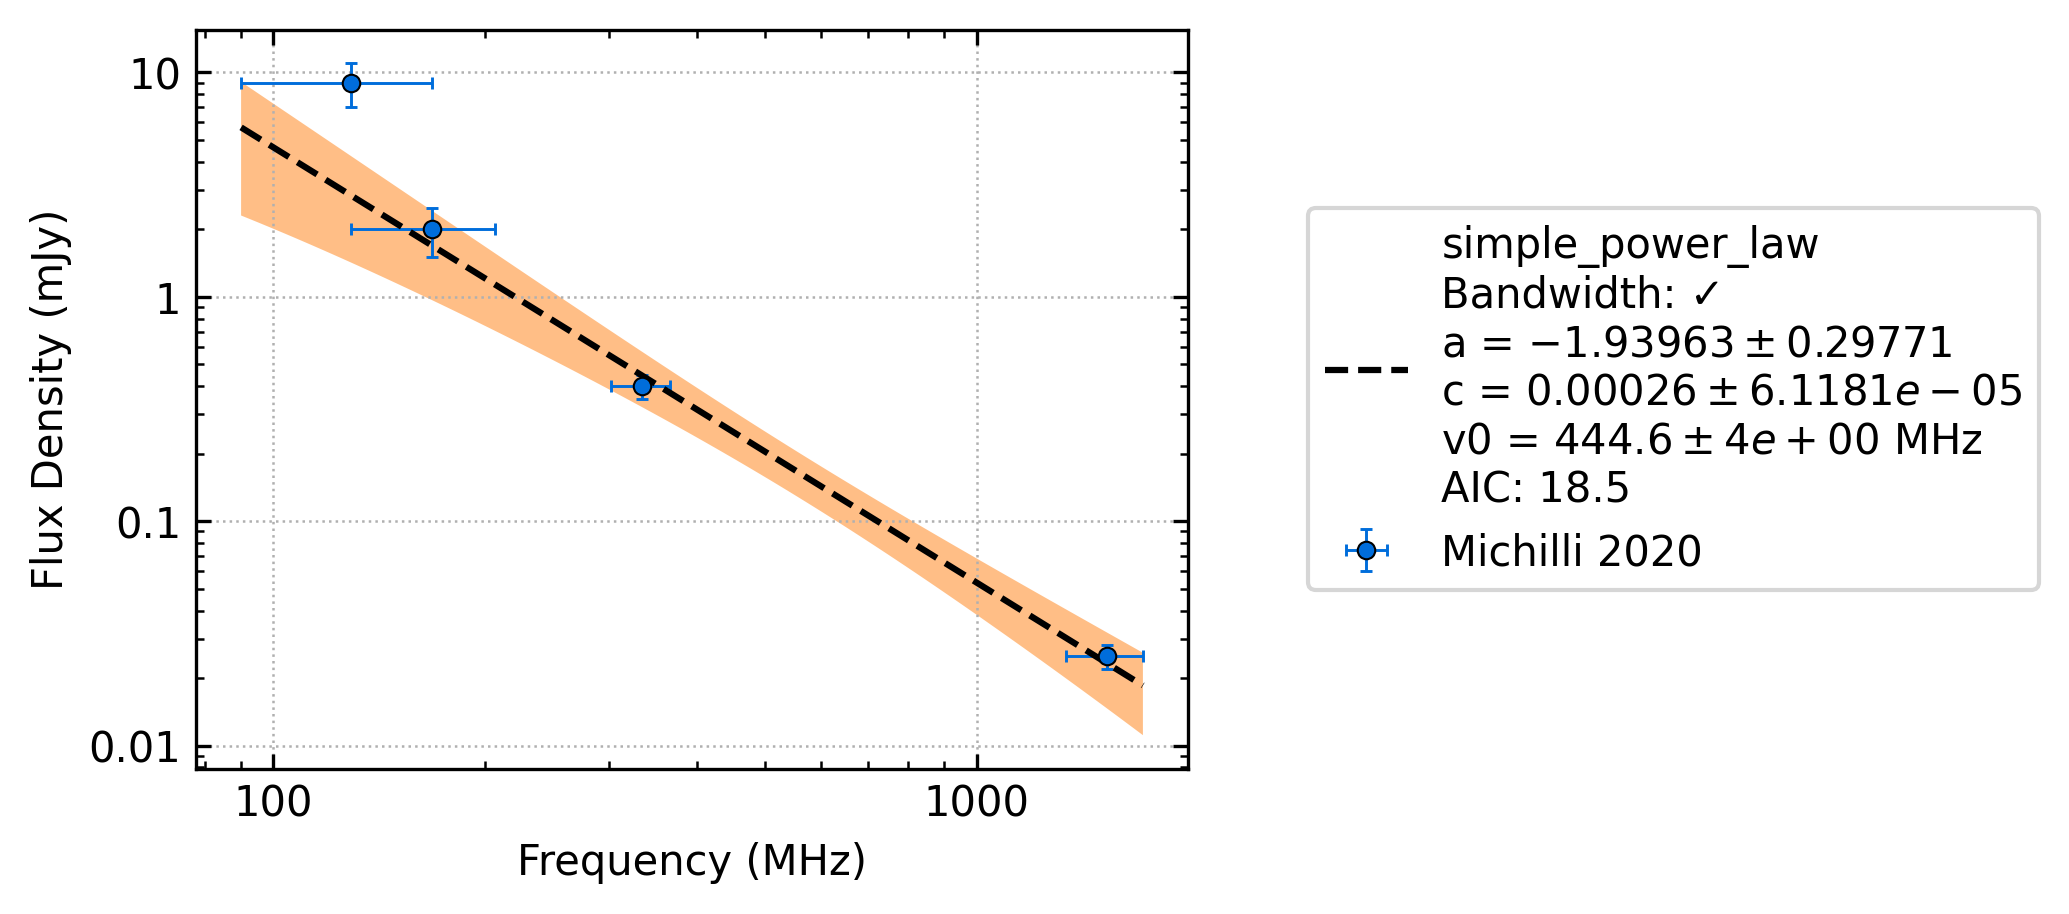 10
1
0.1
0.01
Flux Density (mJy)
100
1000
Frequency (MHz)
simple_power_law
Bandwidth: ✓
a = −1.93963 ± 0.29771
c = 0.00026 ± 6.1181e − 05
v0 = 444.6 ± 4e + 00 MHz
AIC: 18.5
Michilli 2020